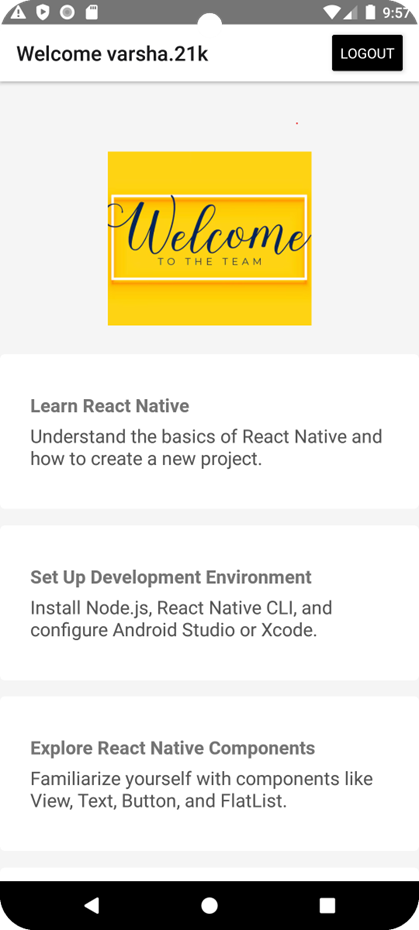 9:57
Welcome varsha.21k
LOGOUT
Welcome
TO THE TEAM
Learn React Native
Understand the basics of React Native and
how to create a new project.
Set Up Development Environment
Install Node.js, React Native CLI, and
configure Android Studio or Xcode.
Explore React Native Components
Familiarize yourself with components like
View, Text, Button, and FlatList.